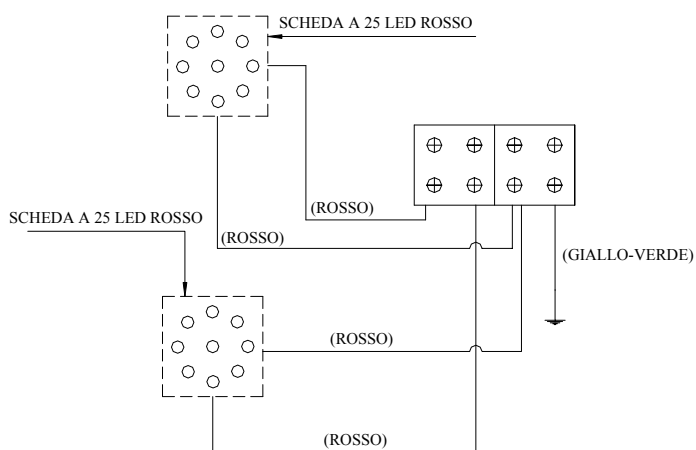 SCHEDA A 25 LED ROSSO
(ROSSO)
SCHEDA A 25 LED ROSSO
(ROSSO)
(GIALLO-VERDE)
(ROSSO)
(ROSSO)